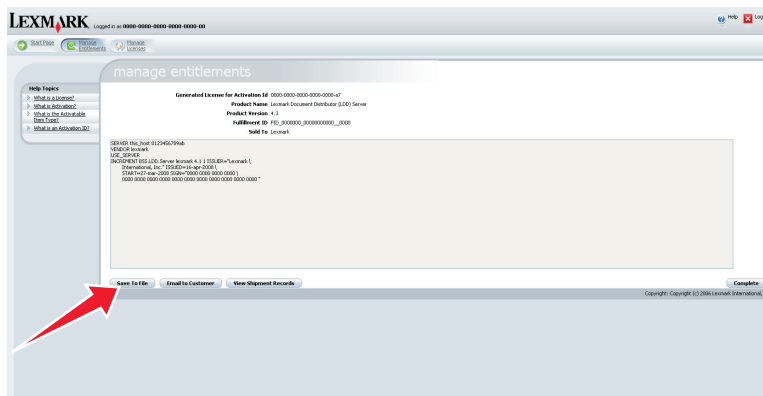 LEXMARK Logged in as 0000-0000-0000-0000-0000-00
Help Log
Start Page Manage Entitlements Manage Licenses
manage entitlements
Help Topics
What is a License?
What is Activation?
What is the Activatable
Item Type?
What is an Activation ID?
Generated License for Activation Id 0000-0000-0000-0000-0000-a7
Product Name Lexmark Document Distributor (LDD) Server
Product Version 4.3
Fulfillment ID FID_0000000_00000000000__0000
Sold To Lexmark
SERVER this_host 0123456789ab
VENDOR lexmark
USE_SERVER
INCREMENT BSS.LDD.Server lexmark 4.1 1 ISSUER="Lexmark \
International, Inc." ISSUED=16-apr-2008 \
START=27-mar-2008 SIGN="0000 0000 0000 0000 \
0000 0000 0000 0000 0000 0000 0000 0000 0000 0000 0000 "
Save To File Email to Customer View Shipment Records Complete
Copyright: Copyright (c) 2006 Lexmark International,